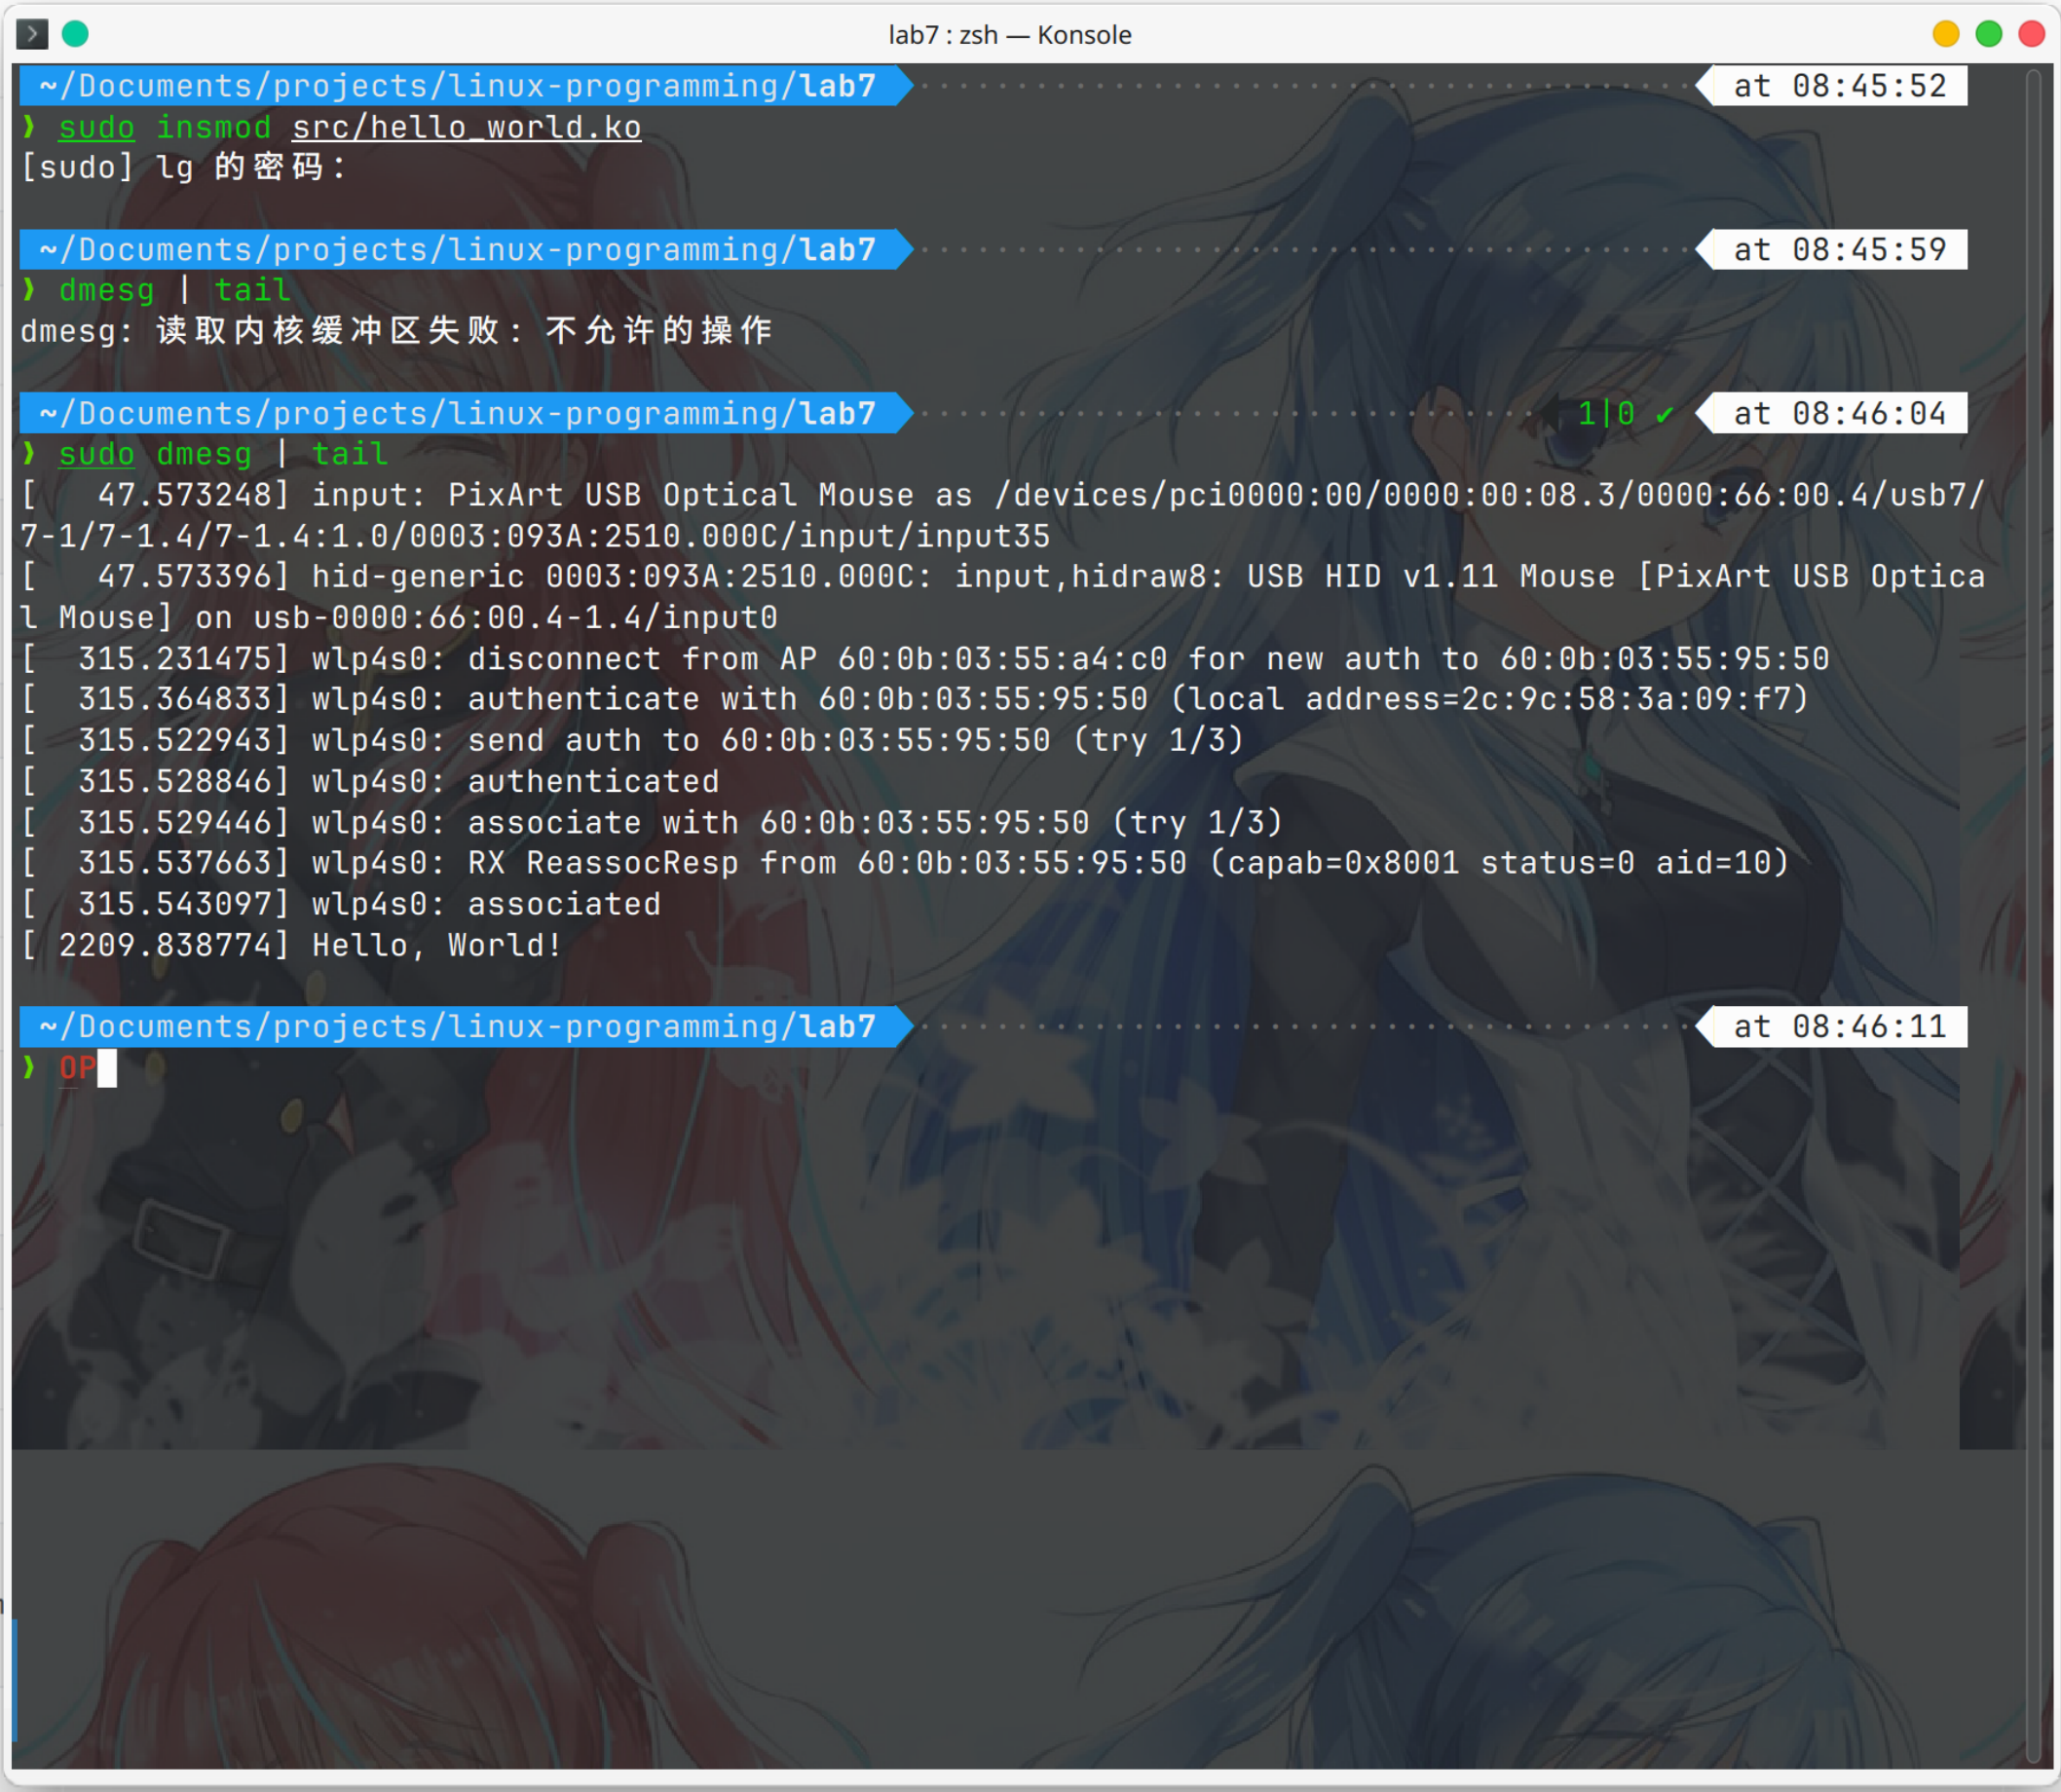 lab7 : zsh — Konsole
~/Documents/projects/linux-programming/lab7 at 08:45:52
❯ sudo insmod src/hello_world.ko
[sudo] lg 的密码：
~/Documents/projects/linux-programming/lab7 at 08:45:59
❯ dmesg | tail
dmesg: 读取内核缓冲区失败: 不允许的操作
~/Documents/projects/linux-programming/lab7 1|0 ✔ at 08:46:04
❯ sudo dmesg | tail
[   47.573248] input: PixArt USB Optical Mouse as /devices/pci0000:00/0000:00:08.3/0000:66:00.4/usb7/
7-1/7-1.4/7-1.4:1.0/0003:093A:2510.000C/input/input35
[   47.573396] hid-generic 0003:093A:2510.000C: input,hidraw8: USB HID v1.11 Mouse [PixArt USB Optica
l Mouse] on usb-0000:66:00.4-1.4/input0
[  315.231475] wlp4s0: disconnect from AP 60:0b:03:55:a4:c0 for new auth to 60:0b:03:55:95:50
[  315.364833] wlp4s0: authenticate with 60:0b:03:55:95:50 (local address=2c:9c:58:3a:09:f7)
[  315.522943] wlp4s0: send auth to 60:0b:03:55:95:50 (try 1/3)
[  315.528846] wlp4s0: authenticated
[  315.529446] wlp4s0: associate with 60:0b:03:55:95:50 (try 1/3)
[  315.537663] wlp4s0: RX ReassocResp from 60:0b:03:55:95:50 (capab=0x8001 status=0 aid=10)
[  315.543097] wlp4s0: associated
[ 2209.838774] Hello, World!
~/Documents/projects/linux-programming/lab7 at 08:46:11
❯ OP